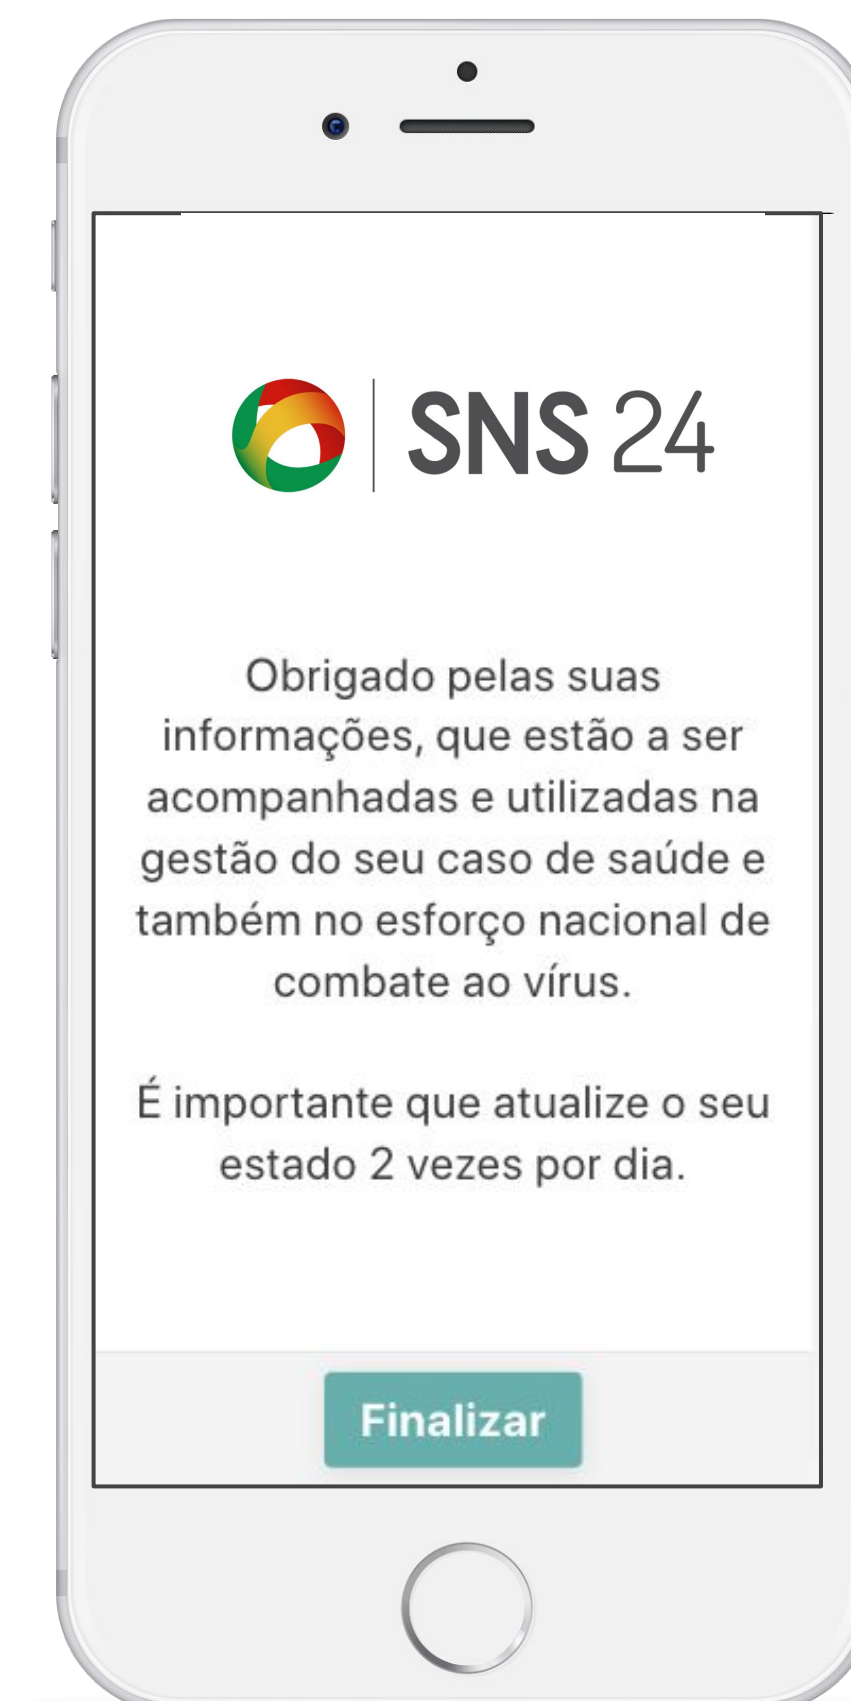 SNS 24
Obrigado pelas suas
informações, que estão a ser
acompanhadas e utilizadas na
gestão do seu caso de saúde e
também no esforço nacional de
combate ao vírus.
É importante que atualize o seu
estado 2 vezes por dia.
Finalizar